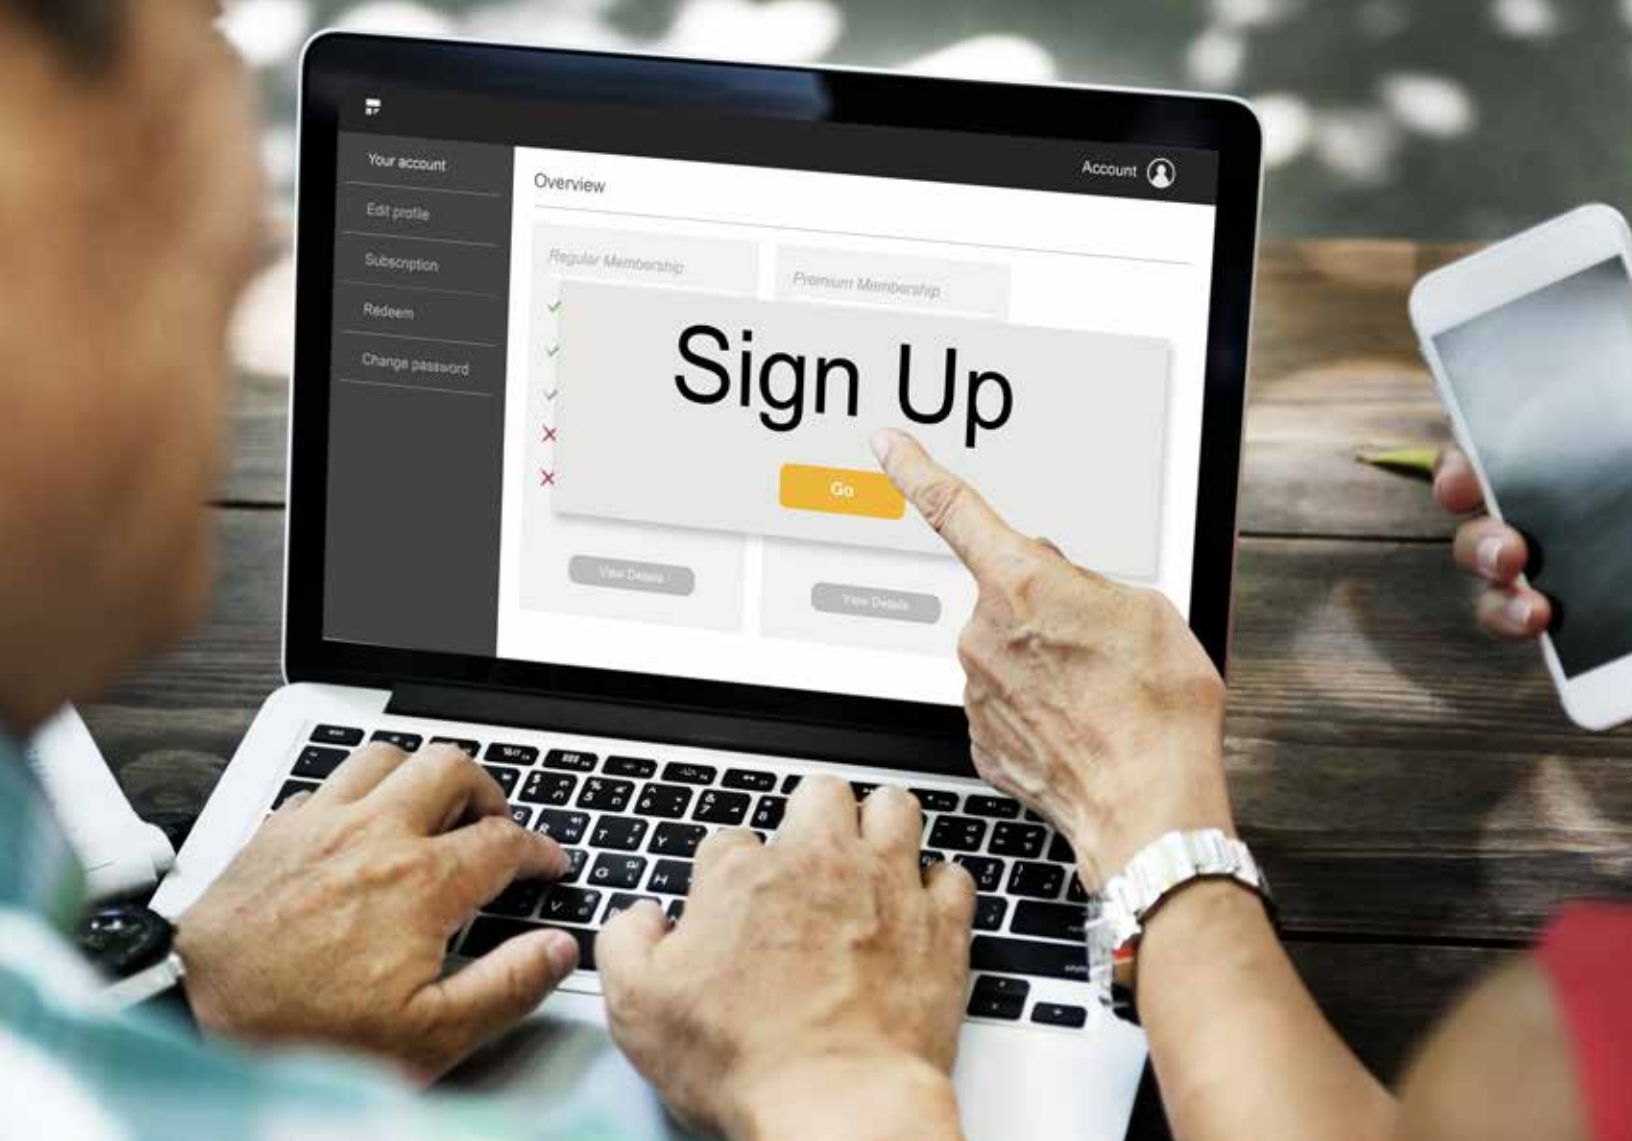 Your account
Edit profile
Subscription
Redeem
Change password
Account
Overview
Regular Membership
Premium Membership
Sign Up
Go
View Details
View Details